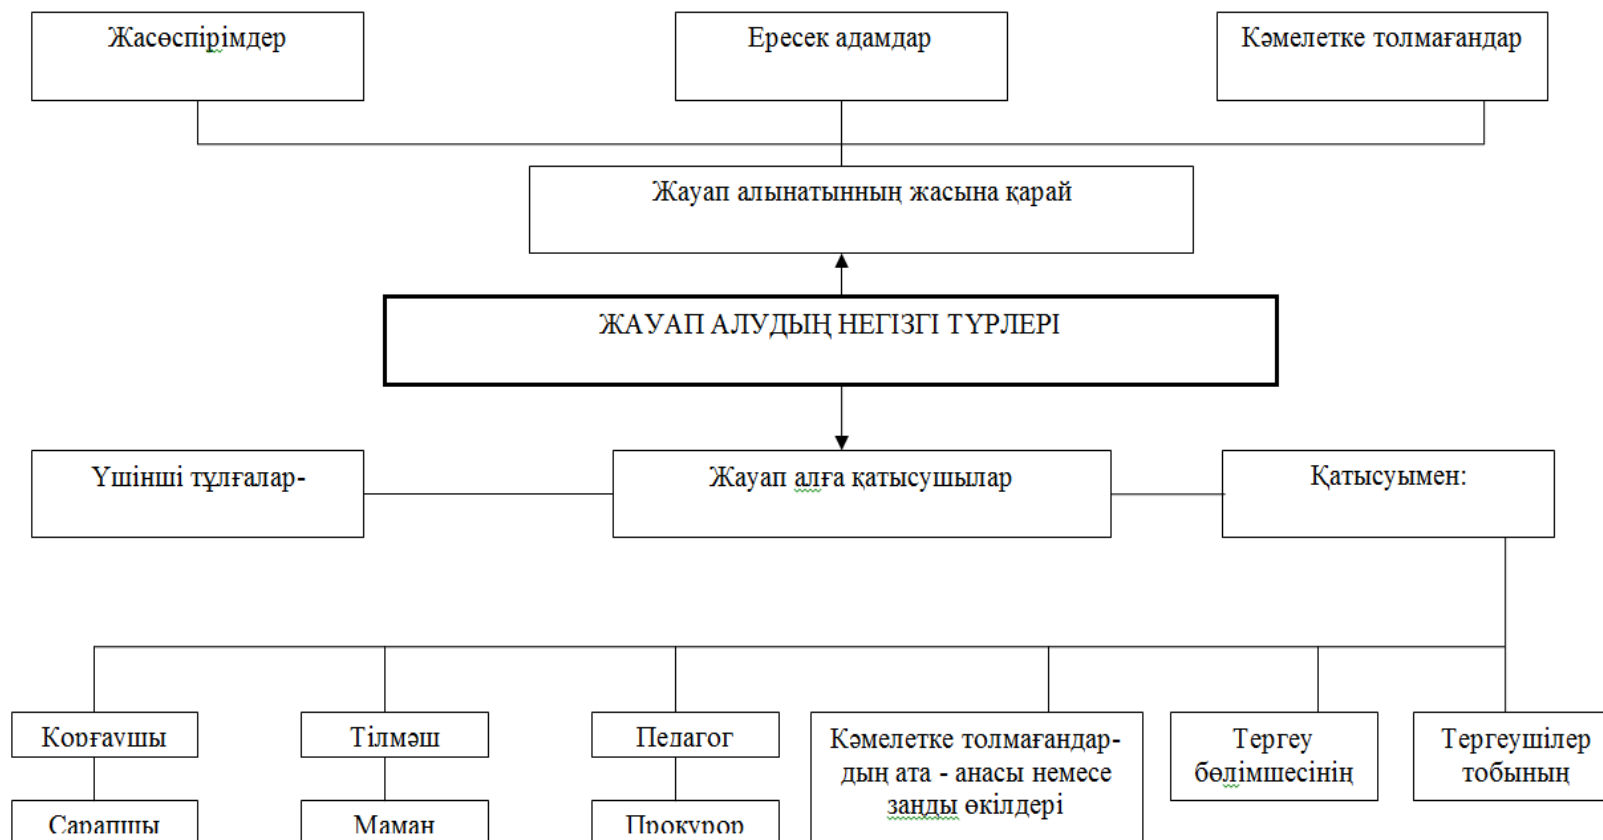 Жасөспірімдер
Ересек адамдар
Кәмелетке толмағандар
Жауап алынатынның жасына қарай
ЖАУАП АЛУДЫҢ НЕГІЗГІ ТҮРЛЕРІ
Үшінші тұлғалар-
Жауап алға қатысушылар
Қатысуымен:
Қорғаушы
Тілмәш
Педагог
Кәмелетке толмағандар-
дың ата - анасы немесе
заңды өкілдері
Тергеу
бөлімшесінің
Тергеушілер
тобының
Сарапшы
Маман
Прокурор